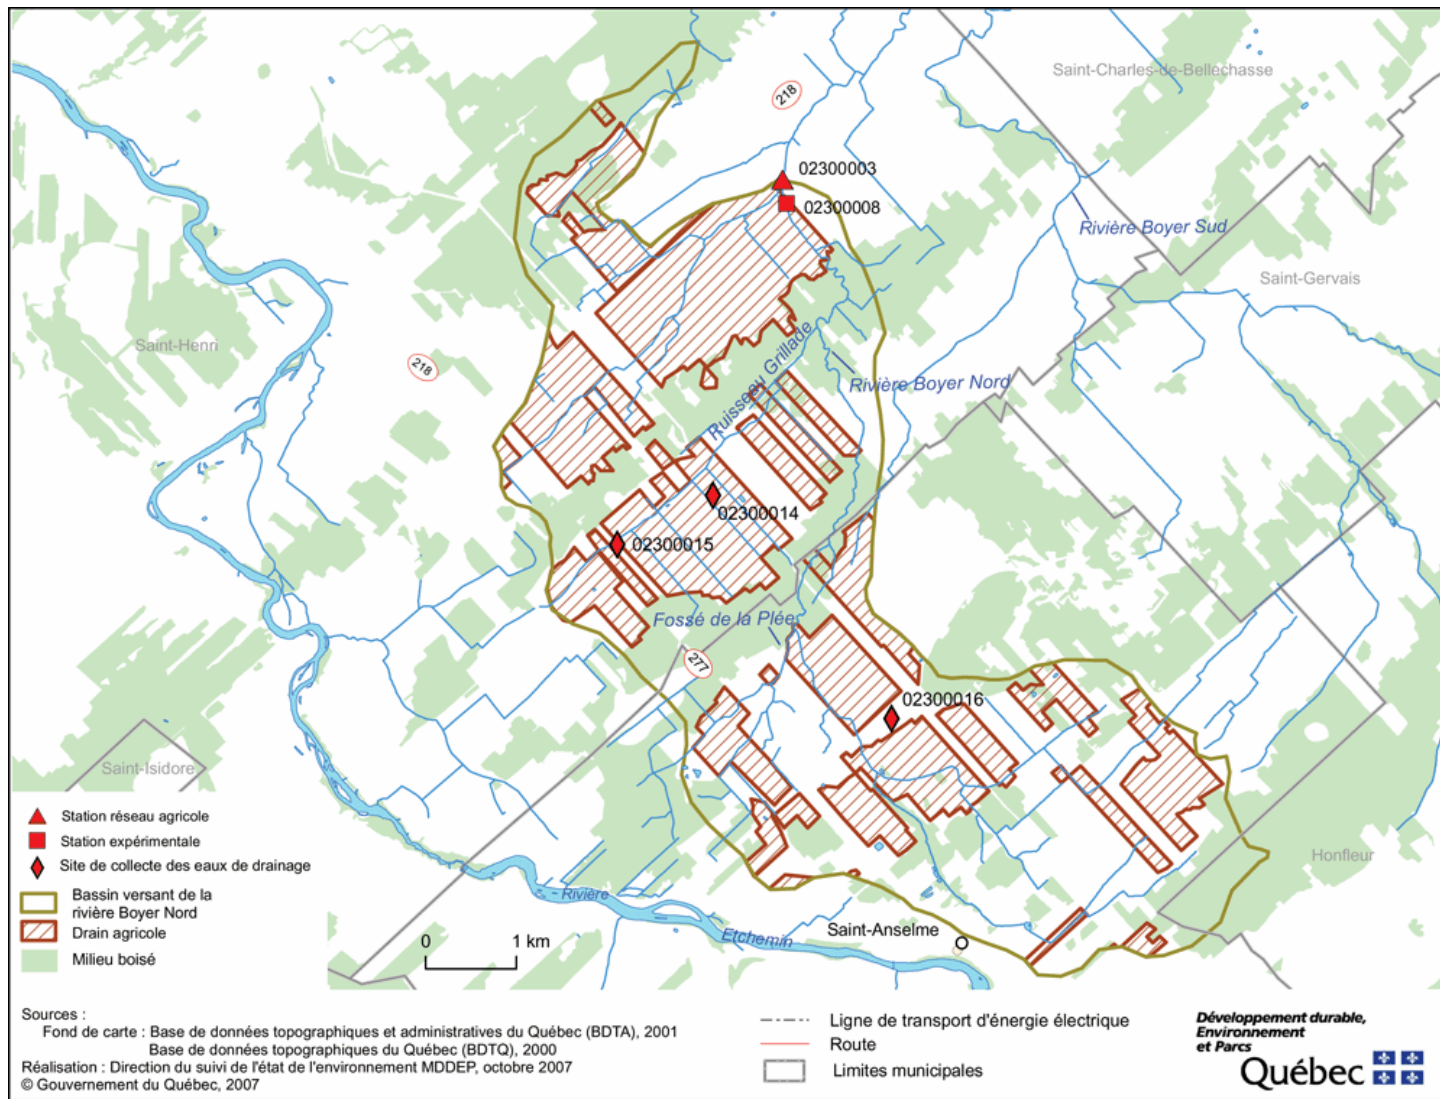 Saint-Charles-de-Bellechasse
218
02300003
02300008
Rivière Boyer Sud
Saint-Gervais
Saint-Henri
218
Ruisseau Grillade
Rivière Boyer Nord
02300014
02300015
Fossé de la Plée
277
02300016
Saint-Isidore
Honfleur
Rivière
Etchemin
Saint-Anselme
Station réseau agricole
Station expérimentale
Site de collecte des eaux de drainage
Bassin versant de la
rivière Boyer Nord
Drain agricole
Milieu boisé
0 1 km
Sources :
Fond de carte : Base de données topographiques et administratives du Québec (BDTA), 2001
Base de données topographiques du Québec (BDTQ), 2000
Réalisation : Direction du suivi de l'état de l'environnement MDDEP, octobre 2007
© Gouvernement du Québec, 2007
Ligne de transport d'énergie électrique
Route
Limites municipales
Développement durable,
Environnement
et Parcs
Québec